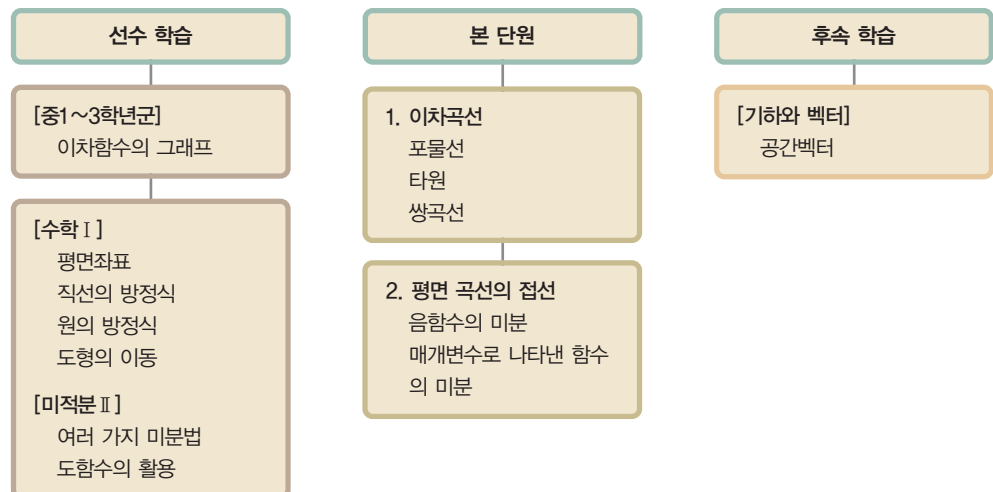 선수 학습
[중1~3학년군]
이차함수의 그래프
[수학Ⅰ]
평면좌표
직선의 방정식
원의 방정식
도형의 이동
[미적분Ⅱ]
여러 가지 미분법
도함수의 활용
본 단원
1. 이차곡선
포물선
타원
쌍곡선
2. 평면 곡선의 접선
음함수의 미분
매개변수로 나타낸 함수
의 미분
후속 학습
[기하와 벡터]
공간벡터